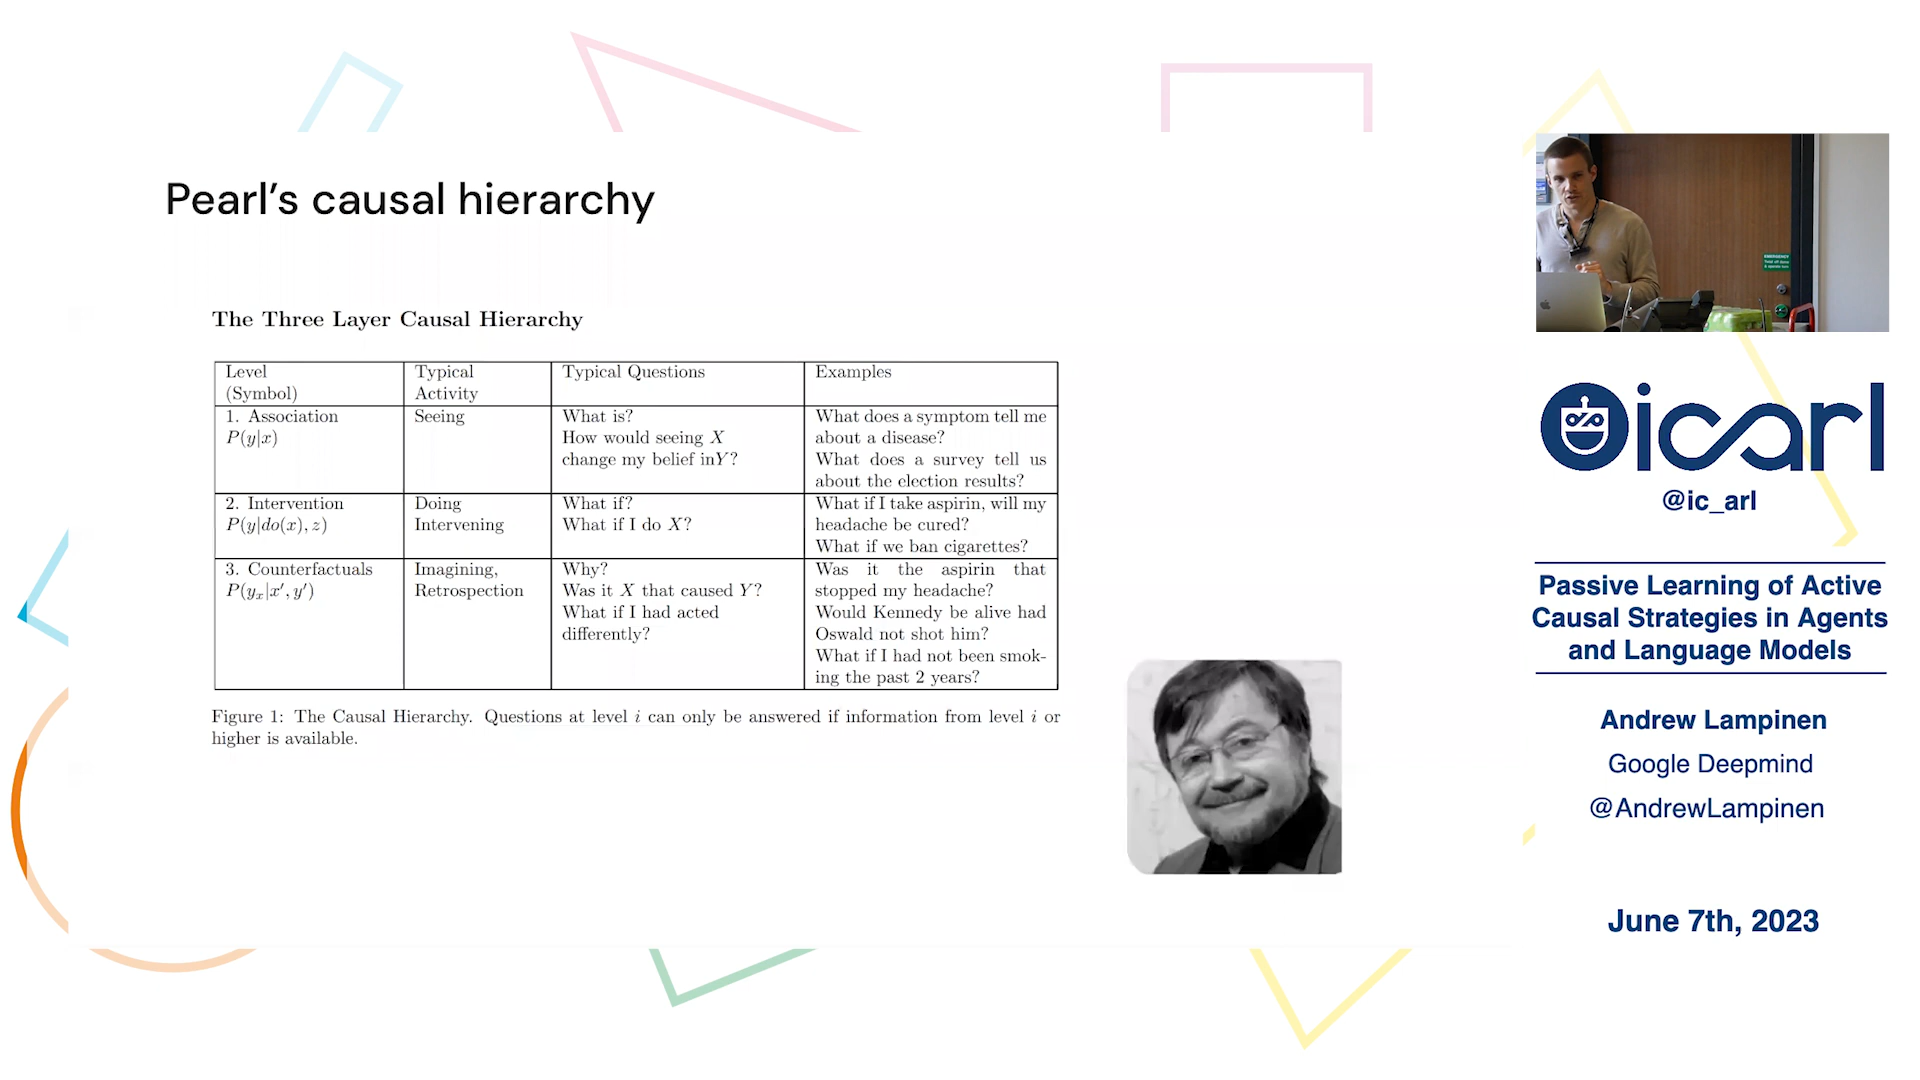 Pearl's causal hierarchy
The Three Layer Causal Hierarchy
Level
(Symbol)
Typical
Activity
Typical Questions
Examples
1. Association
P(y|x)
Seeing
What is?
How would seeing X
change my belief inY?
What does a symptom tell me
about a disease?
What does a survey tell us
about the election results?
2. Intervention
P(y|do(x), z)
Doing
Intervening
What if?
What if I do X?
What if I take aspirin, will my
headache be cured?
What if we ban cigarettes?
3. Counterfactuals
P(yₓ|x′, y′)
Imagining,
Retrospection
Why?
Was it X that caused Y?
What if I had acted
differently?
Was it the aspirin that
stopped my headache?
Would Kennedy be alive had
Oswald not shot him?
What if I had not been smok-
ing the past 2 years?
Figure 1: The Causal Hierarchy. Questions at level i can only be answered if information from level i or
higher is available.
EMERGENCY
icarl
@ic_arl
Passive Learning of Active
Causal Strategies in Agents
and Language Models
Andrew Lampinen
Google Deepmind
@AndrewLampinen
June 7th, 2023